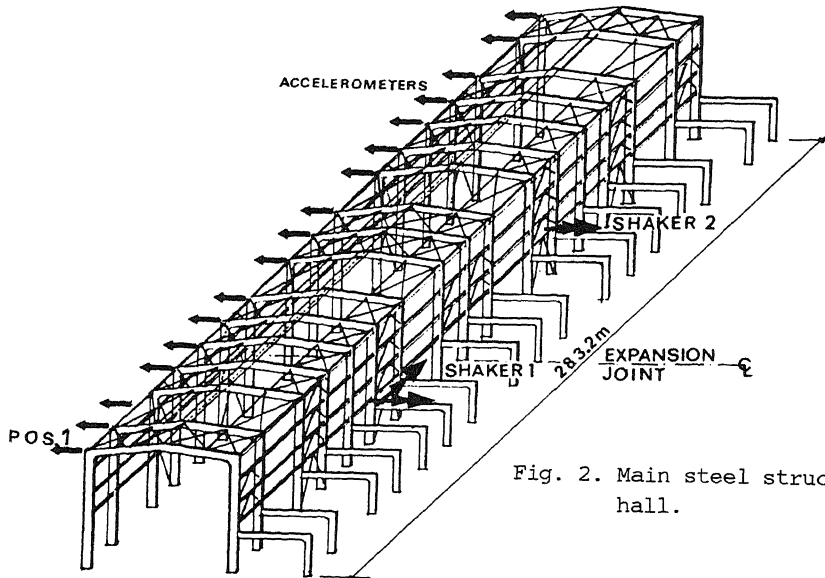 ACCELEROMETERS
SHAKER 2
283.2m
EXPANSION
JOINT
SHAKER 1
POS.1
Fig. 2. Main steel struc
hall.